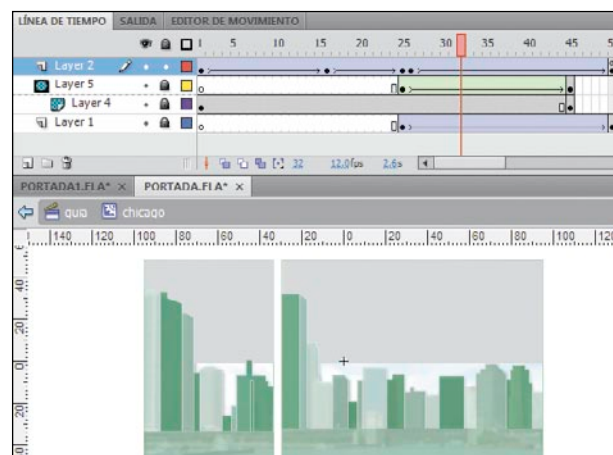 LÍNEA DE TIEMPO SALIDA EDITOR DE MOVIMIENTO
1 5 10 15 20 25 30 35 40 45 50
Layer 2
Layer 5
Layer 4
Layer 1
32 12.0fps 2.6s
PORTADA1.FLA* × PORTADA.FLA* ×
guia chicago
140 120 100 80 60 40 20 0 20 40 60 80 100 120
40
20
0
20